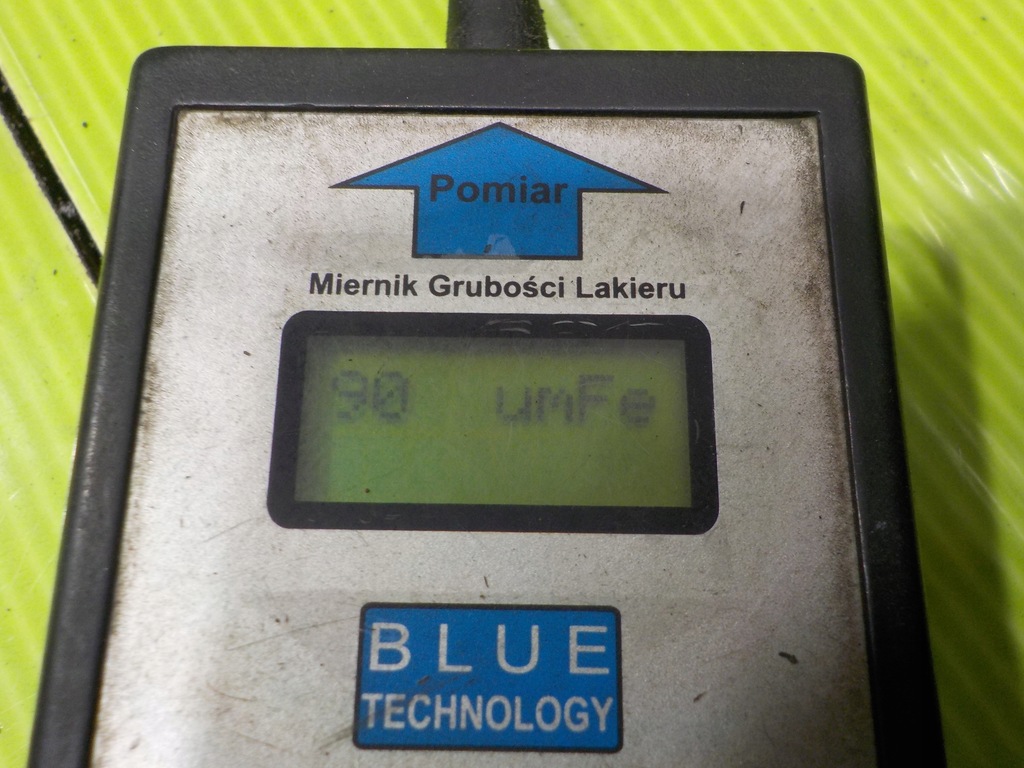 Pomiar
Miernik Grubości Lakieru
90 umFe
BLUE
TECHNOLOGY